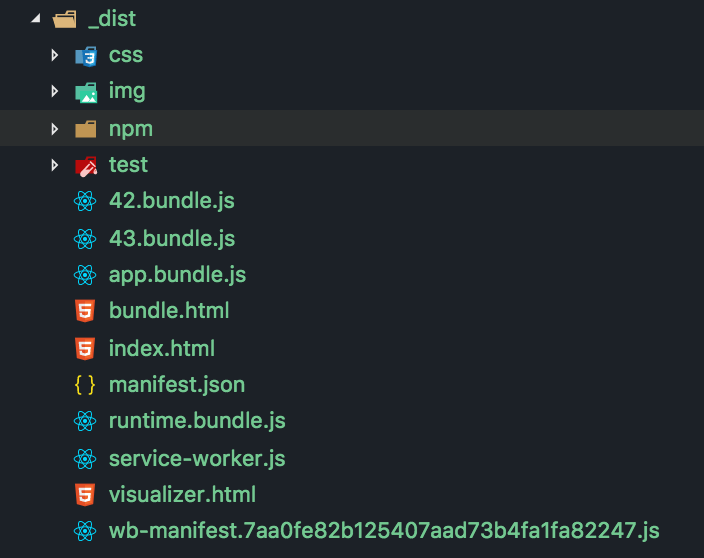 _dist
css
img
npm
test
42.bundle.js
43.bundle.js
app.bundle.js
bundle.html
index.html
manifest.json
runtime.bundle.js
service-worker.js
visualizer.html
wb-manifest.7aa0fe82b125407aad73b4fa1fa82247.js